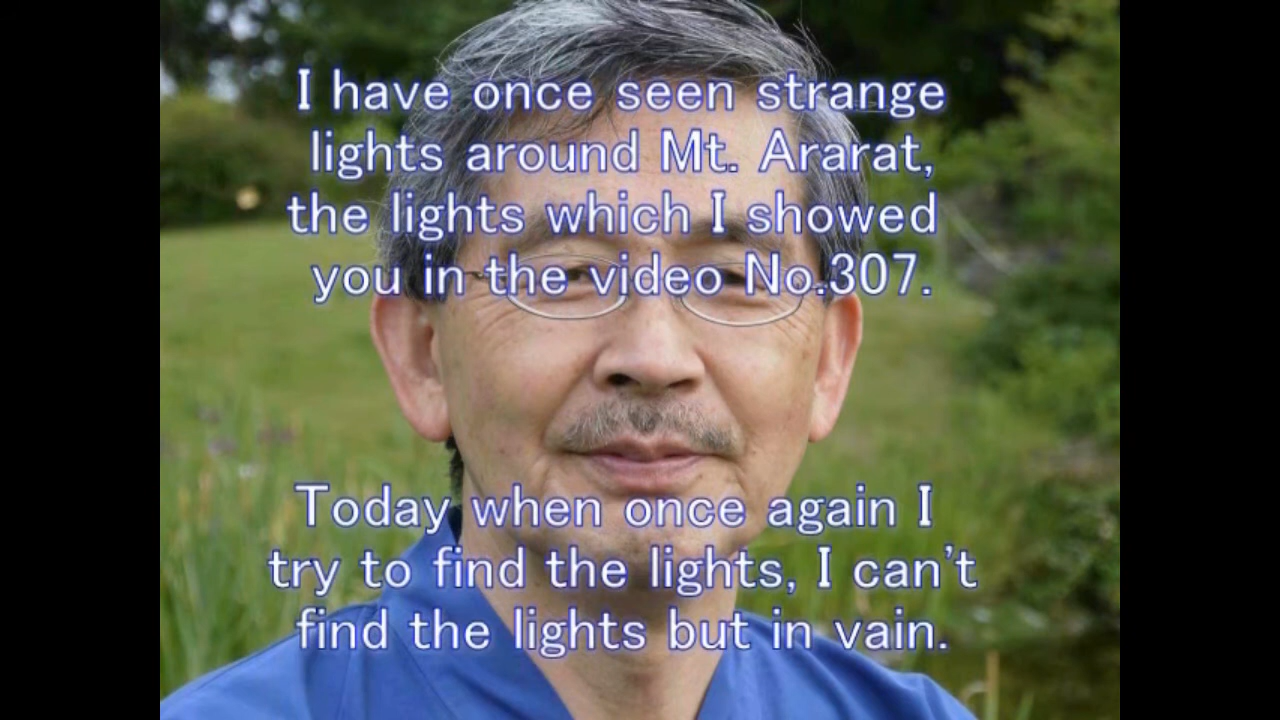 I have once seen strange
lights around Mt. Ararat,
the lights which I showed
you in the video No.307.
Today when once again I
try to find the lights, I can't
find the lights but in vain.